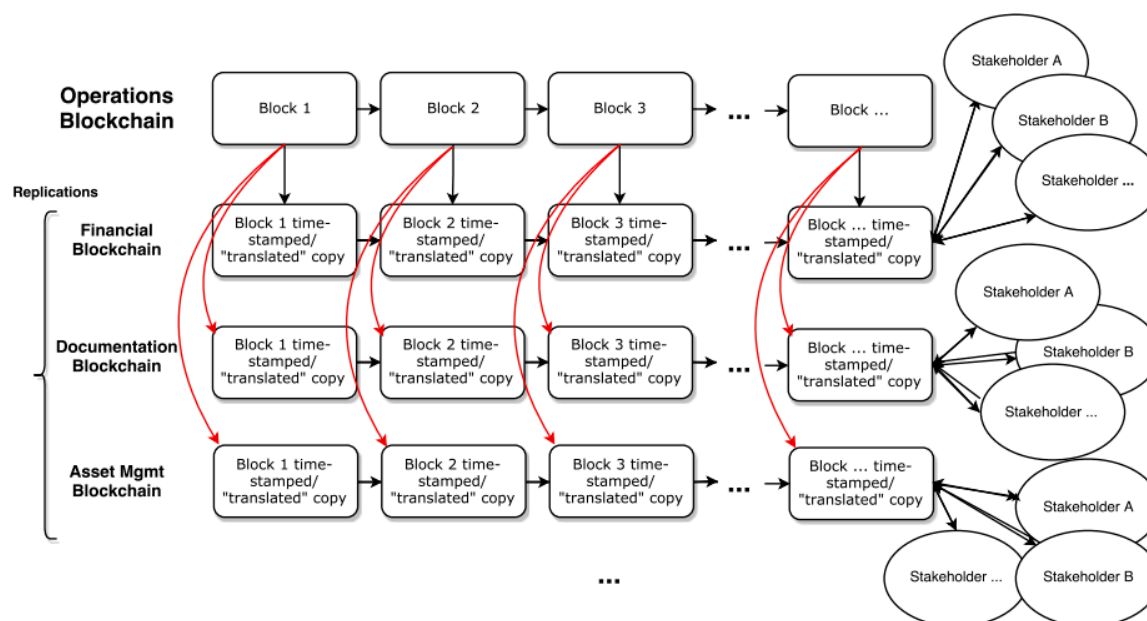 Operations
Blockchain
Block 1
Block 2
Block 3
...
Block ...
Stakeholder A
Stakeholder B
Stakeholder ...
Replications
Financial
Blockchain
Block 1 time-
stamped/
"translated" copy
Block 2 time-
stamped/
"translated" copy
Block 3 time-
stamped/
"translated" copy
...
Block ... time-
stamped/
"translated" copy
Documentation
Blockchain
Block 1 time-
stamped/
"translated" copy
Block 2 time-
stamped/
"translated" copy
Block 3 time-
stamped/
"translated" copy
...
Block ... time-
stamped/
"translated" copy
Stakeholder A
Stakeholder B
Stakeholder ...
Asset Mgmt
Blockchain
Block 1 time-
stamped/
"translated" copy
Block 2 time-
stamped/
"translated" copy
Block 3 time-
stamped/
"translated" copy
...
Block ... time-
stamped/
"translated" copy
Stakeholder A
Stakeholder ...
Stakeholder B
...